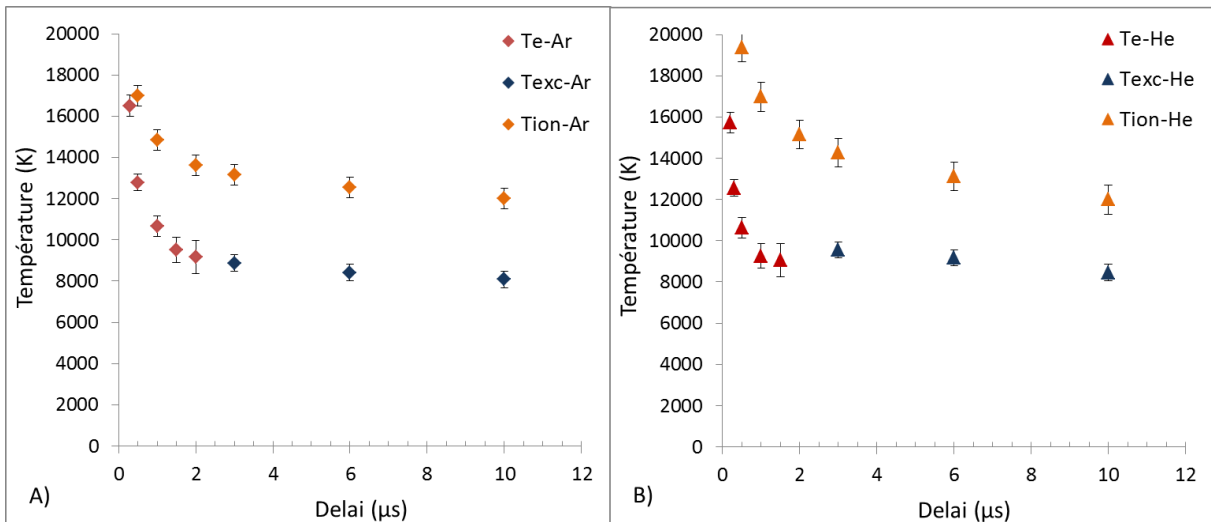 20000
18000
16000
14000
12000
10000
8000
6000
4000
2000
0
Température (K)
0 2 4 6 8 10 12
Delai (µs)
Te-Ar
Texc-Ar
Tion-Ar
A)
20000
18000
16000
14000
12000
10000
8000
6000
4000
2000
0
Température (K)
0 2 4 6 8 10 12
Delai (µs)
Te-He
Texc-He
Tion-He
B)